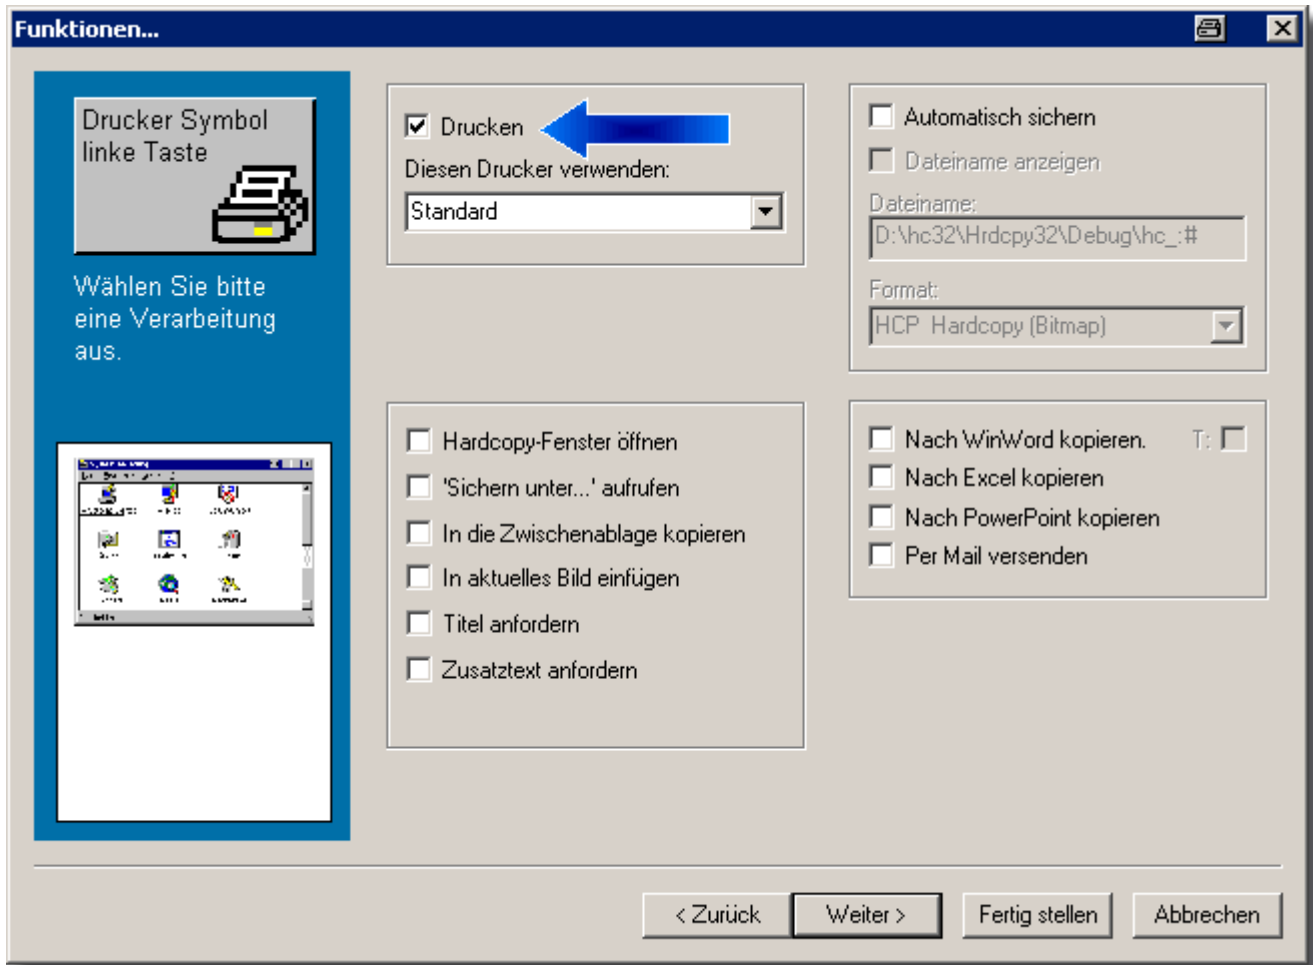 Funktionen...
Drucker Symbol
linke Taste
Wählen Sie bitte
eine Verarbeitung
aus.
Drucken
Diesen Drucker verwenden:
Standard
Automatisch sichern
Dateiname anzeigen
Dateiname:
D:\hc32\Hrdcpy32\Debug\hc_:#
Format:
HCP Hardcopy (Bitmap)
Hardcopy-Fenster öffnen
'Sichern unter...' aufrufen
In die Zwischenablage kopieren
In aktuelles Bild einfügen
Titel anfordern
Zusatztext anfordern
Nach WinWord kopieren. T:
Nach Excel kopieren
Nach PowerPoint kopieren
Per Mail versenden
< Zurück Weiter > Fertig stellen Abbrechen